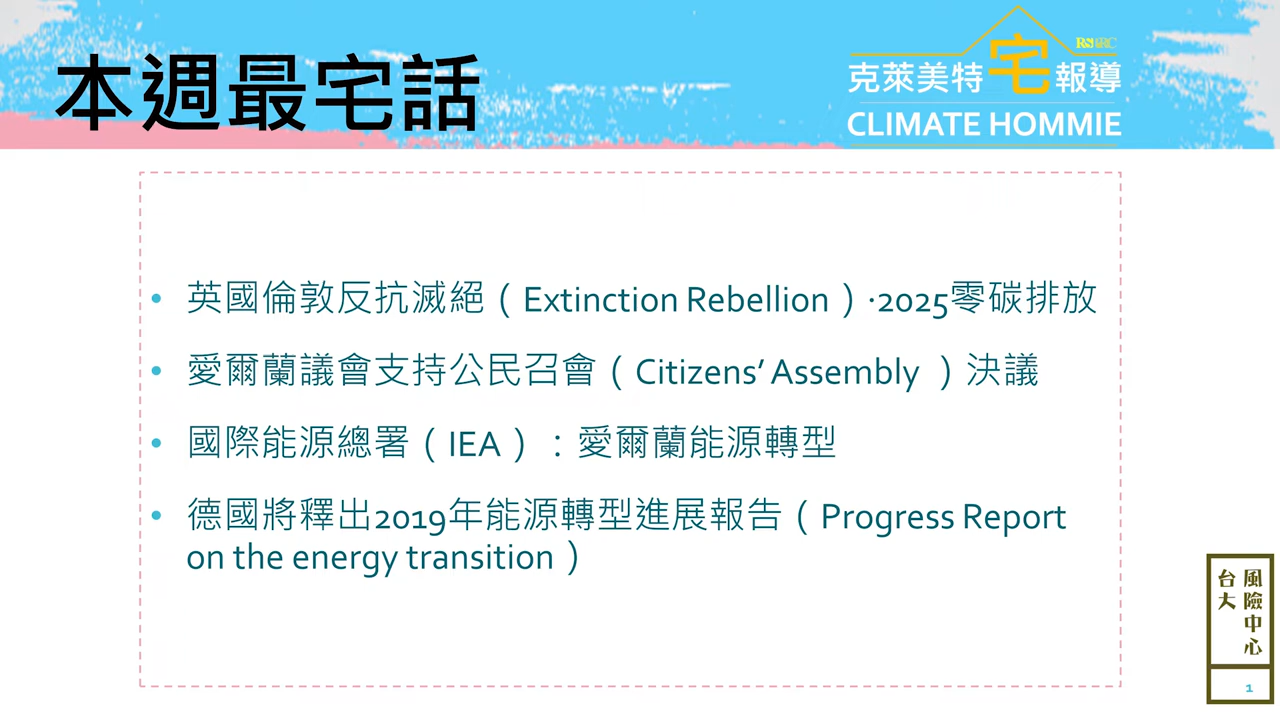 本週最宅話
克萊美特宅報導
CLIMATE HOMMIE
• 英國倫敦反抗滅絕（Extinction Rebellion）·2025零碳排放
• 愛爾蘭議會支持公民召會（Citizens’ Assembly ）決議
• 國際能源總署（IEA）：愛爾蘭能源轉型
• 德國將釋出2019年能源轉型進展報告（Progress Report
on the energy transition）
台大
風險中心
1